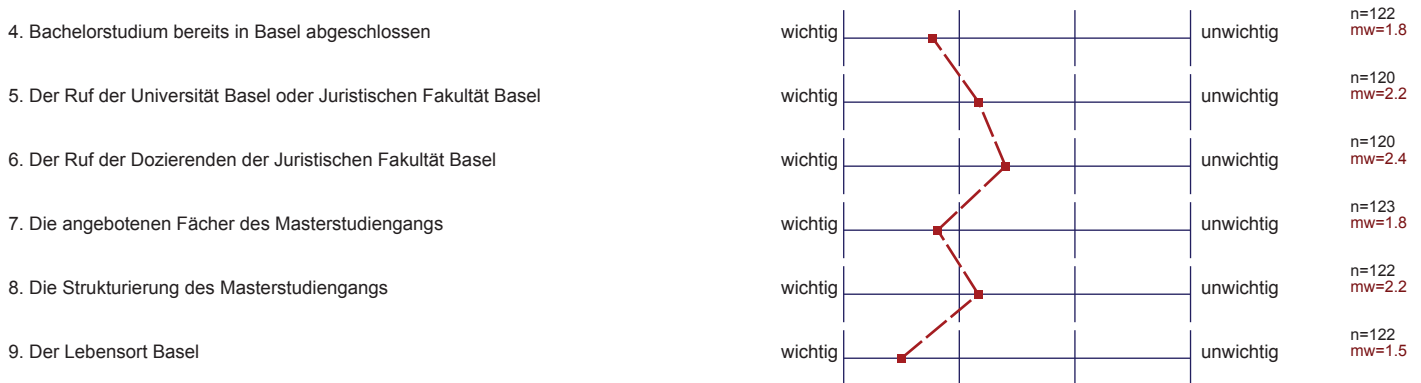 4. Bachelorstudium bereits in Basel abgeschlossen wichtig unwichtig n=122 mw=1.8
5. Der Ruf der Universität Basel oder Juristischen Fakultät Basel wichtig unwichtig n=120 mw=2.2
6. Der Ruf der Dozierenden der Juristischen Fakultät Basel wichtig unwichtig n=120 mw=2.4
7. Die angebotenen Fächer des Masterstudiengangs wichtig unwichtig n=123 mw=1.8
8. Die Strukturierung des Masterstudiengangs wichtig unwichtig n=122 mw=2.2
9. Der Lebensort Basel wichtig unwichtig n=122 mw=1.5